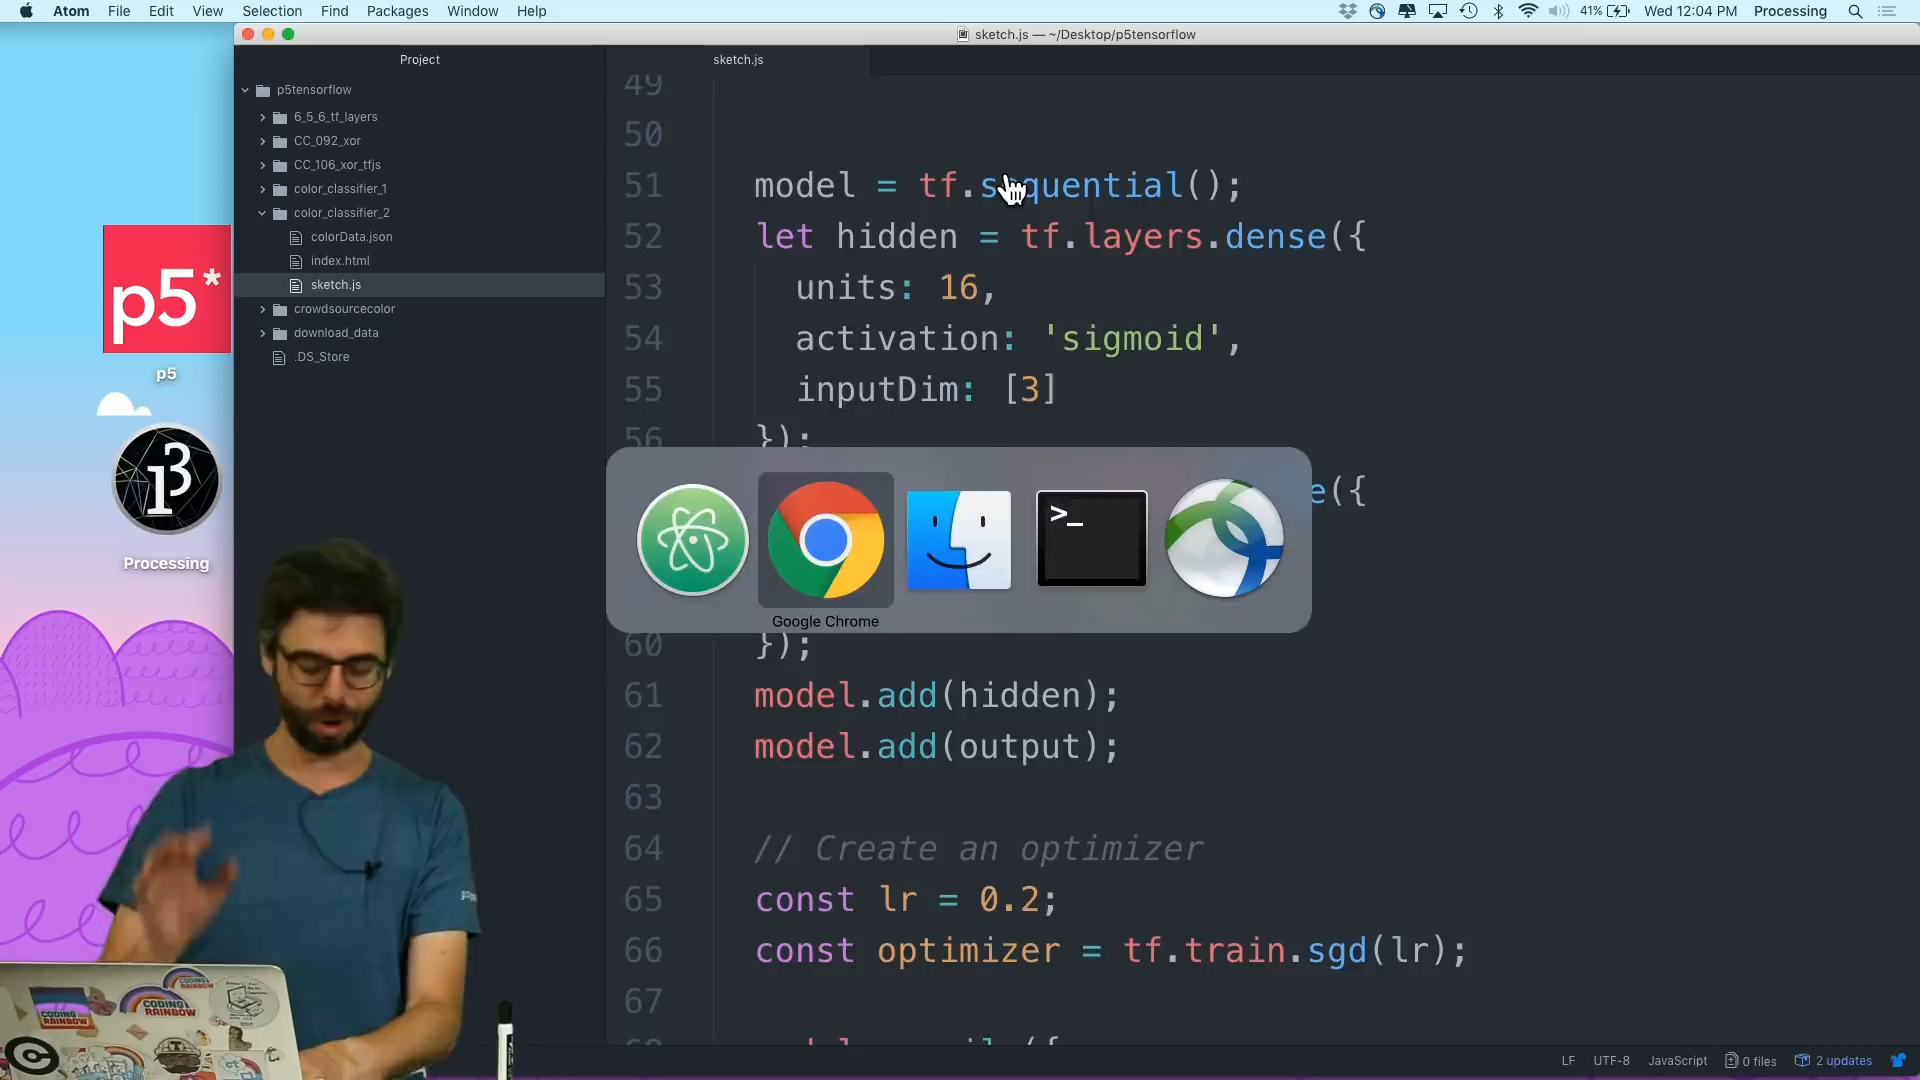 Atom File Edit View Selection Find Packages Window Help
41% Wed 12:04 PM Processing
sketch.js — ~/Desktop/p5tensorflow
Project
sketch.js
p5tensorflow
6_5_6_tf_layers
CC_092_xor
CC_106_xor_tfjs
color_classifier_1
color_classifier_2
colorData.json
index.html
sketch.js
crowdsourcecolor
download_data
.DS_Store
p5*
p5
Processing
49
50
51 model = tf.sequential();
52 let hidden = tf.layers.dense({
53 units: 16,
54 activation: 'sigmoid',
55 inputDim: [3]
56 });
e({
>_
Google Chrome
60 });
61 model.add(hidden);
62 model.add(output);
63
64 // Create an optimizer
65 const lr = 0.2;
66 const optimizer = tf.train.sgd(lr);
67
CODING
RAINBOW
CODING
RAINBOW
LF UTF-8 JavaScript 0 files 2 updates